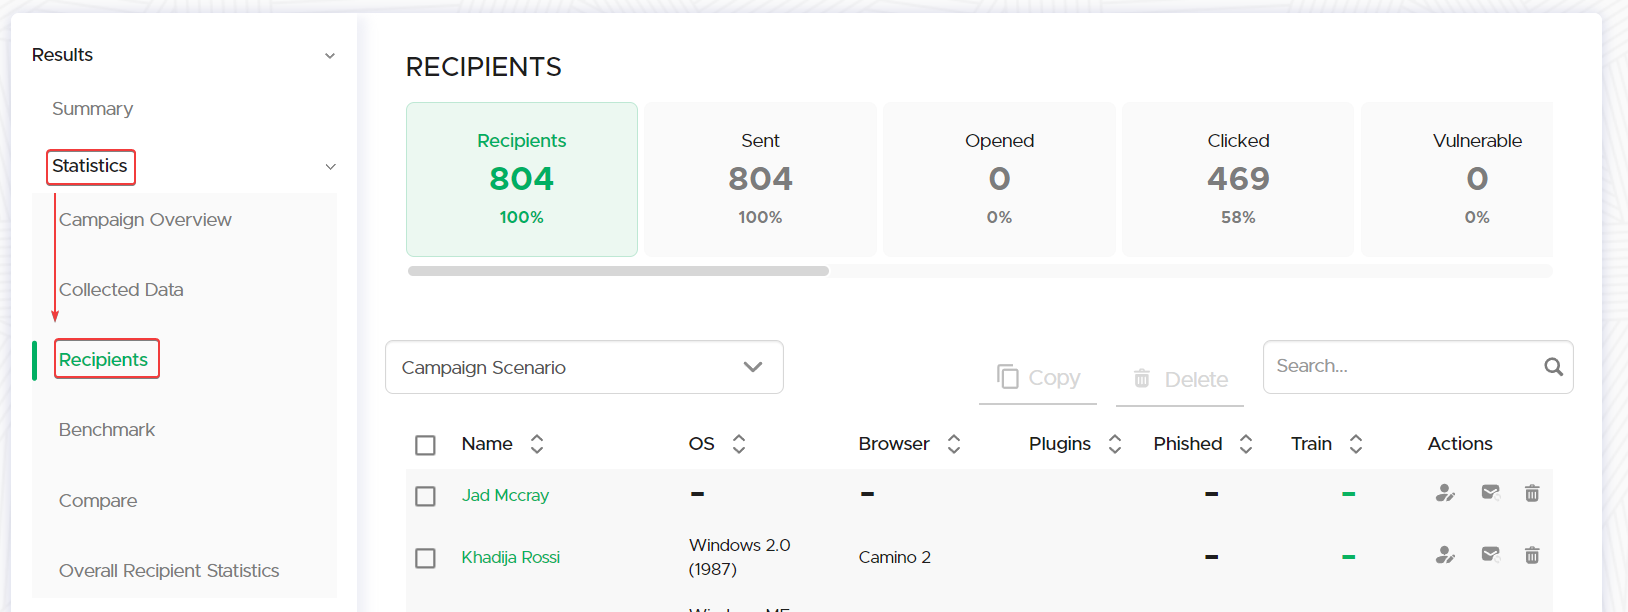 Results
Summary
Statistics
Campaign Overview
Collected Data
Recipients
Benchmark
Compare
Overall Recipient Statistics
RECIPIENTS
Recipients
804
100%
Sent
804
100%
Opened
0
0%
Clicked
469
58%
Vulnerable
0
0%
Campaign Scenario
Copy
Delete
Search...
Name OS Browser Plugins Phished Train Actions
Jad Mccray - - - -
Khadija Rossi Windows 2.0 Camino 2 - -
(1987)